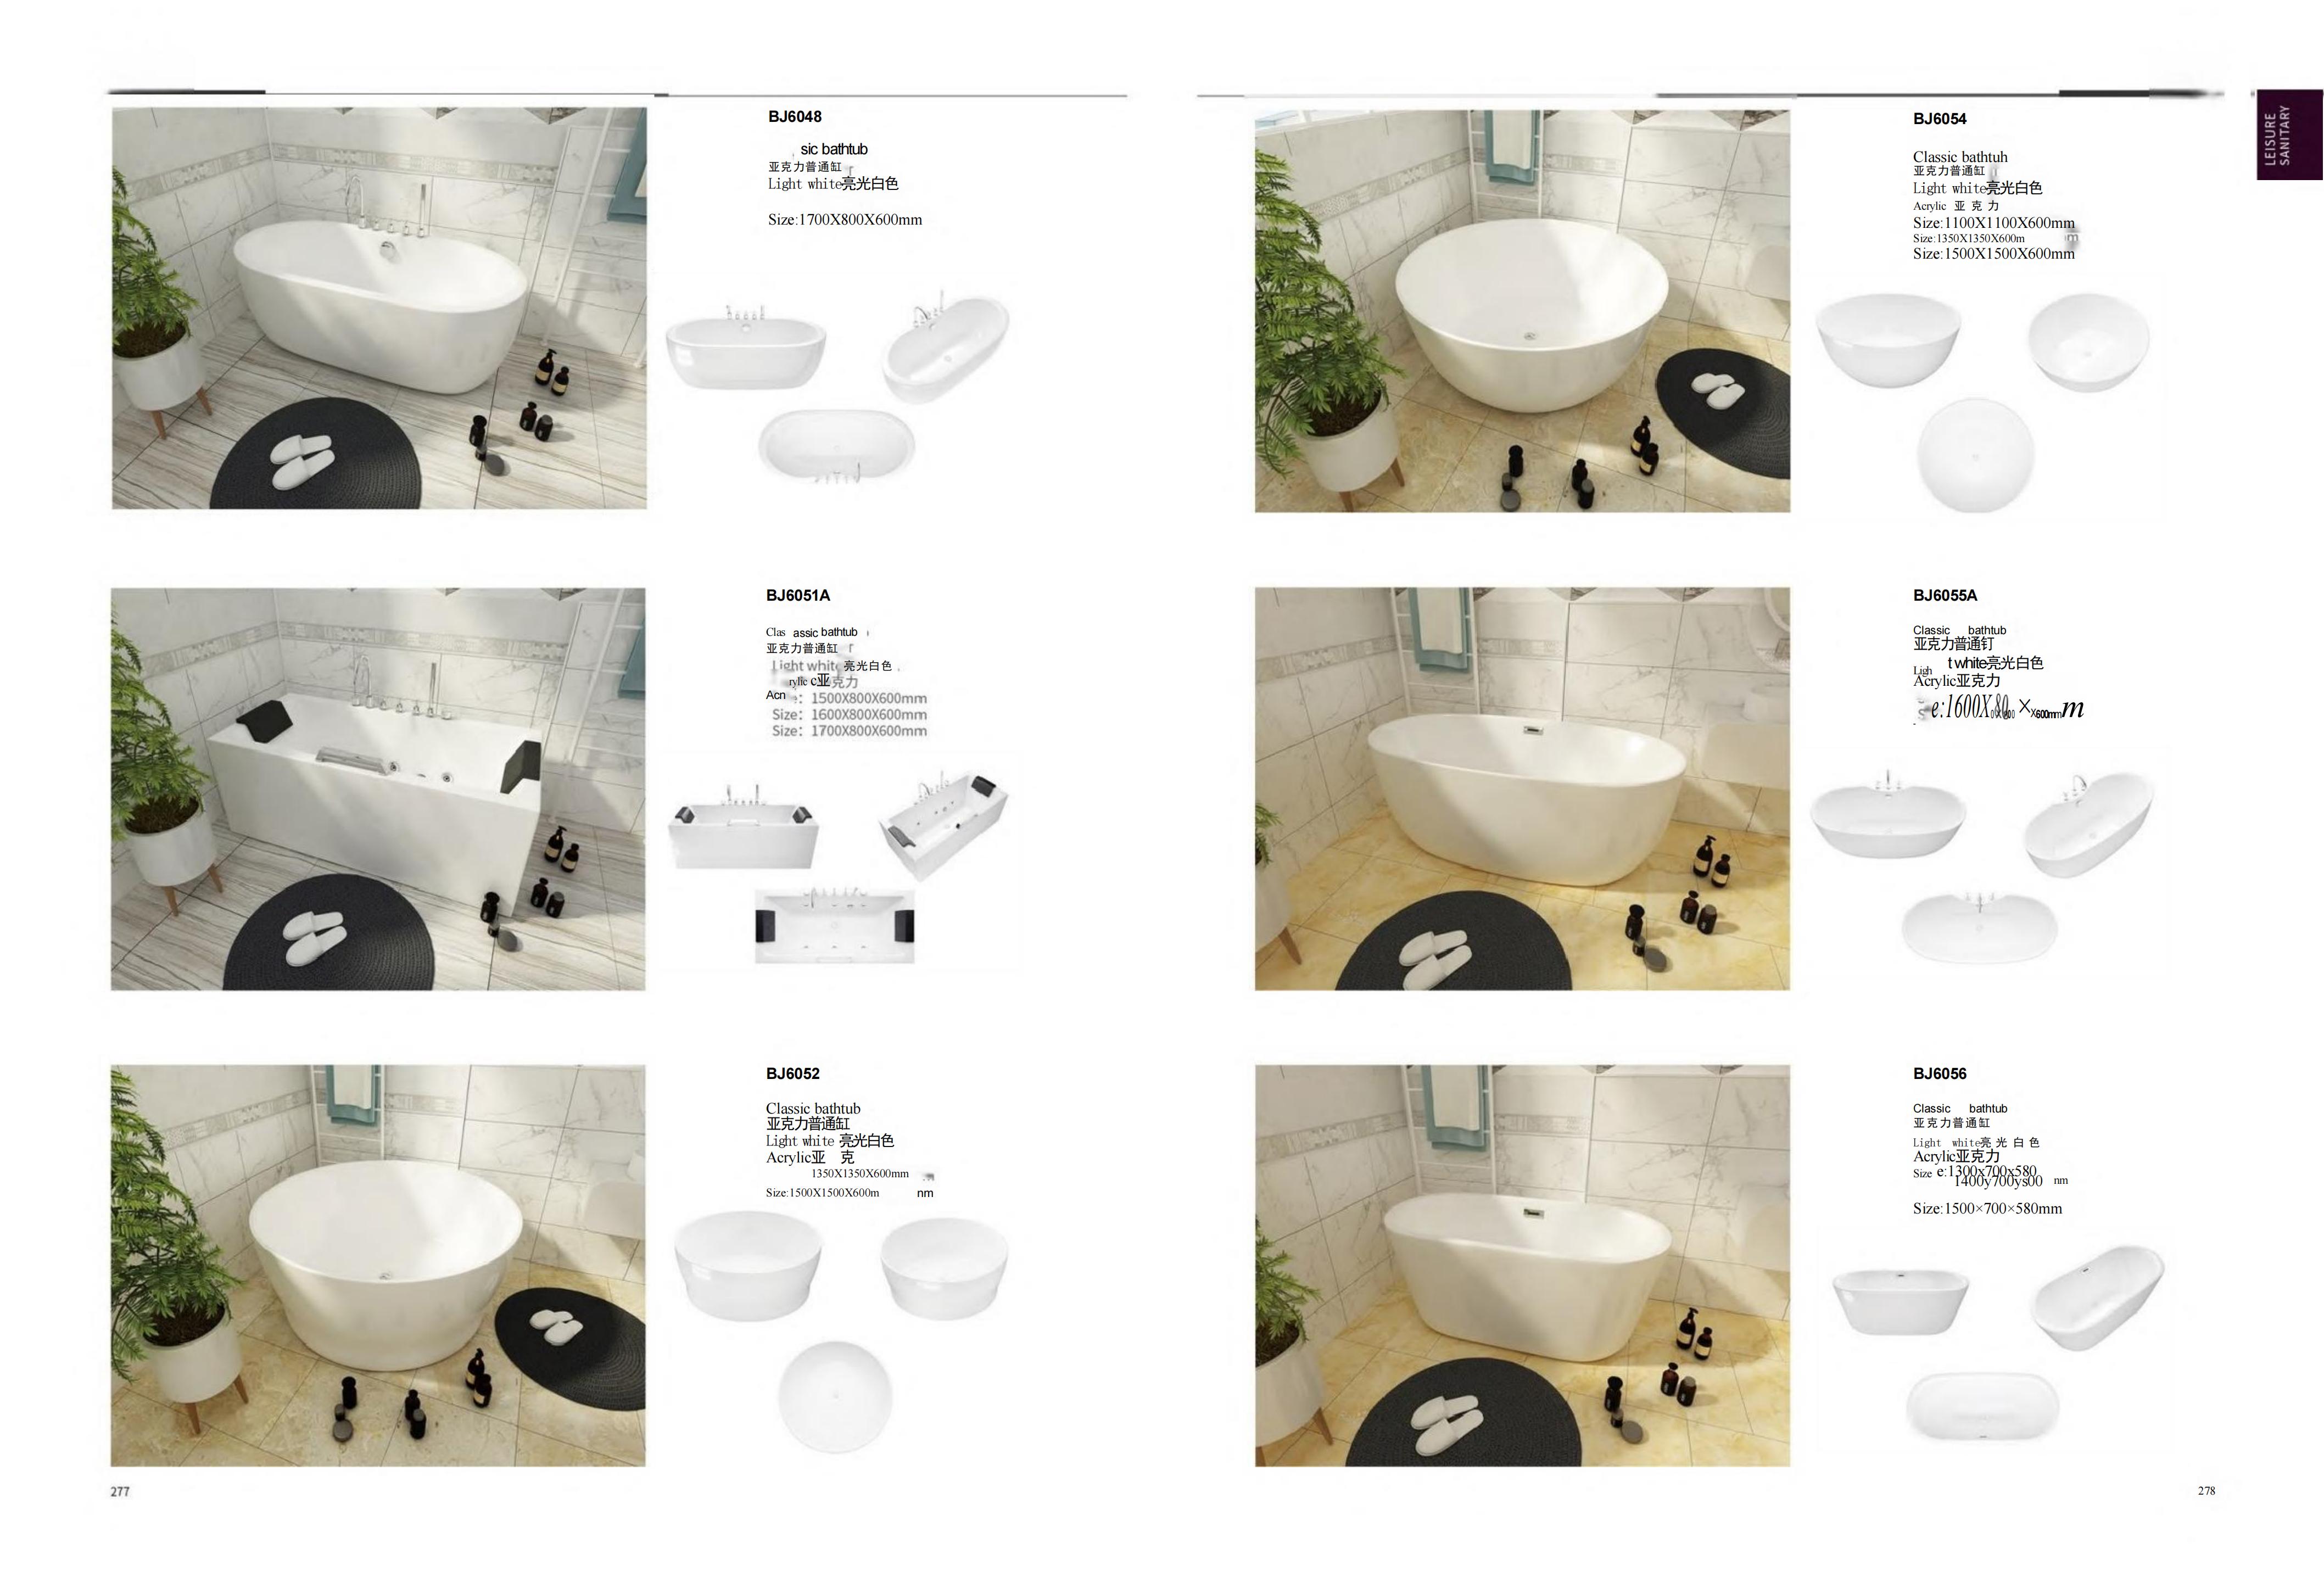 BJ6048
sic bathtub
亚克力普通缸
Light white亮光白色
Size:1700X800X600mm
BJ6051A
Clas assic bathtub
亚克力普通缸
Light white 亮光白色
rylic c亚克力
Acn e: 1500X800X600mm
Size: 1600X800X600mm
Size: 1700X800X600mm
BJ6052
Classic bathtub
亚克力普通缸
Light white 亮光白色
Acrylic亚 克
1350X1350X600mm
Size:1500X1500X600m nm
277
BJ6054
Classic bathtuh
亚克力普通缸
Light white亮光白色
Acrylic 亚 克 力
Size:1100X1100X600mm
Size:1350X1350X600m m
Size:1500X1500X600mm
BJ6055A
Classic bathtub
亚克力普通钉
Ligh t white亮光白色
Acrylic亚克力
e:1600X80 X600mm m
BJ6056
Classic bathtub
亚克力普通缸
Light white亮 光 白 色
Acrylic亚克力
Size e:1300x700x580
1400y700ys00 nm
Size:1500×700×580mm
278
LEISURE
SANITARY